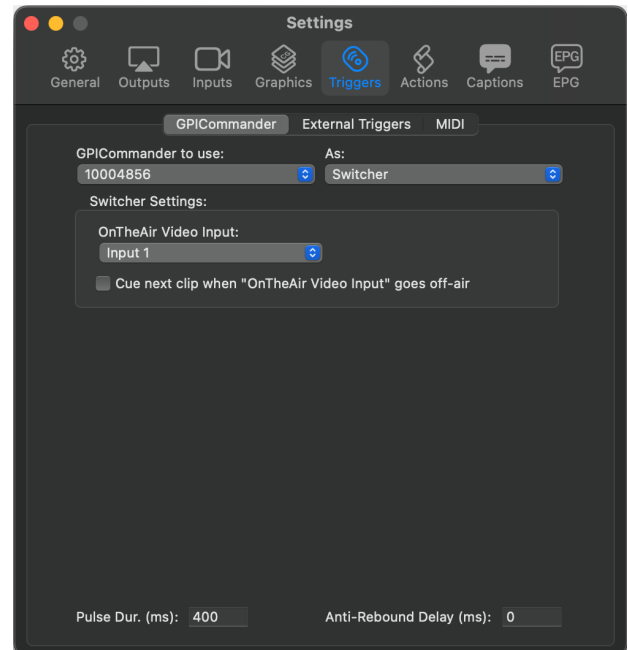 Settings
General Outputs Inputs Graphics Triggers Actions Captions EPG EPG
GPICommander External Triggers MIDI
GPICommander to use: As:
10004856 Switcher
Switcher Settings:
OnTheAir Video Input:
Input 1
Cue next clip when "OnTheAir Video Input" goes off-air
Pulse Dur. (ms): 400 Anti-Rebound Delay (ms): 0